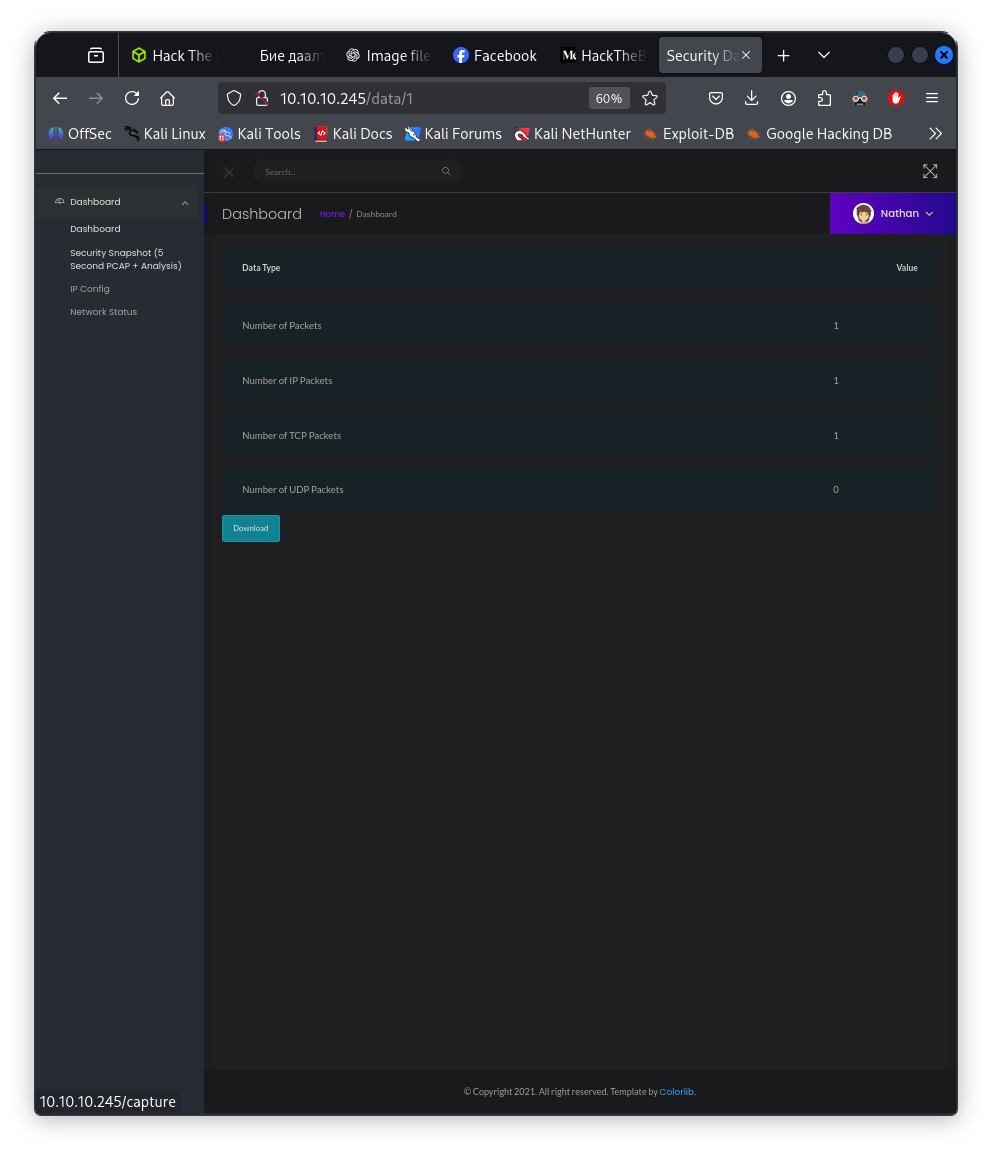 Hack The
Бие даалт
Image file
Facebook
HackTheB
Security Da
10.10.10.245/data/1
60%
OffSec
Kali Linux
Kali Tools
Kali Docs
Kali Forums
Kali NetHunter
Exploit-DB
Google Hacking DB
Search...
Dashboard
Dashboard
Security Snapshot (5
Second PCAP + Analysis)
IP Config
Network Status
Dashboard
Home / Dashboard
Nathan
Data Type Value
Number of Packets 1
Number of IP Packets 1
Number of TCP Packets 1
Number of UDP Packets 0
Download
© Copyright 2021. All right reserved. Template by Colorlib.
10.10.10.245/capture